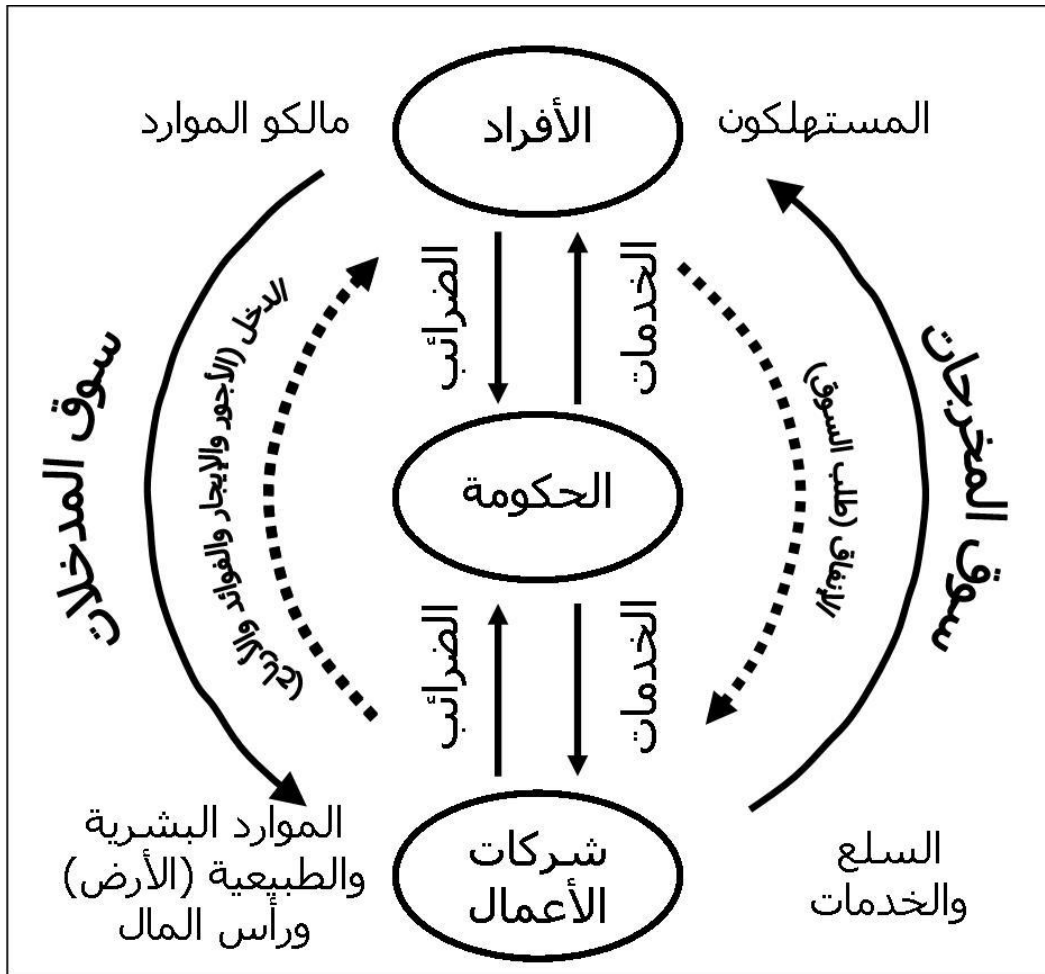 المستهلكون
الأفراد
مالكو الموارد
الخدمات
الضرائب
سوق المخرجات
الإنفاق (طلب السوق)
الحكومة
الدخل (الأجور والإيجار والفوائد والأرباح)
سوق المدخلات
الخدمات
الضرائب
السلع
والخدمات
شركات
الأعمال
الموارد البشرية
والطبيعية (الأرض)
ورأس المال